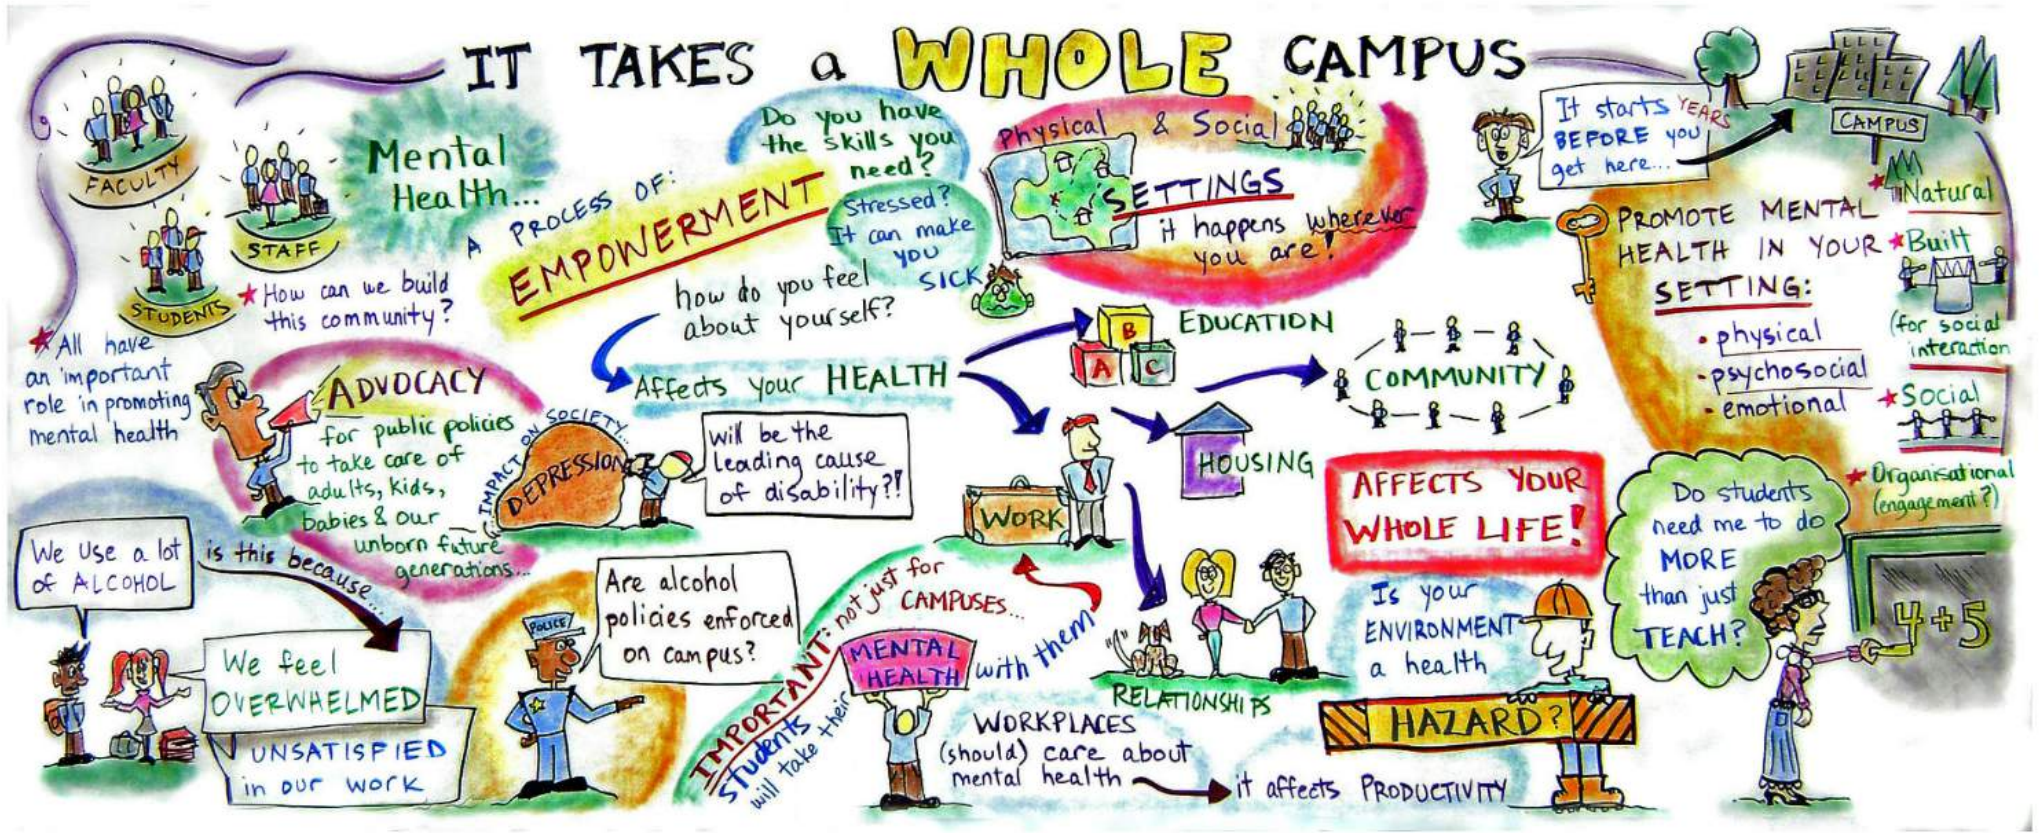 IT TAKES a WHOLE CAMPUS
FACULTY
STAFF
STUDENTS
★ How can we build
this community?
★ All have
an important
role in promoting
mental health
Mental
Health...
A PROCESS OF:
EMPOWERMENT
Do you have
the skills you
need?
Stressed?
It can make
you
SICK
how do you feel
about yourself?
Affects your HEALTH
Physical & Social
SETTINGS
it happens wherever
you are!
It starts YEARS
BEFORE you
get here...
CAMPUS
PROMOTE MENTAL
HEALTH IN YOUR
SETTING:
• physical
• psychosocial
• emotional
★ Natural
★ Built
(for social
interaction
★ Social
★ Organisational
(engagement?)
ADVOCACY
for public policies
to take care of
adults, kids,
babies & our
unborn future
generations...
...IMPACT ON SOCIETY...
DEPRESSION
will be the
leading cause
of disability?!
B
A C
EDUCATION
COMMUNITY
HOUSING
WORK
RELATIONSHIPS
AFFECTS YOUR
WHOLE LIFE!
We use a lot
of ALCOHOL
is this because...
We feel
OVERWHELMED
UNSATISFIED
in our work
POLICE
Are alcohol
policies enforced
on campus?
IMPORTANT: not just for
CAMPUSES...
students
will take their
MENTAL
HEALTH
with them
WORKPLACES
(should) care about
mental health
it affects PRODUCTIVITY
Is your
ENVIRONMENT
a health
HAZARD?
Do students
need me to do
MORE
than just
TEACH?
4+5